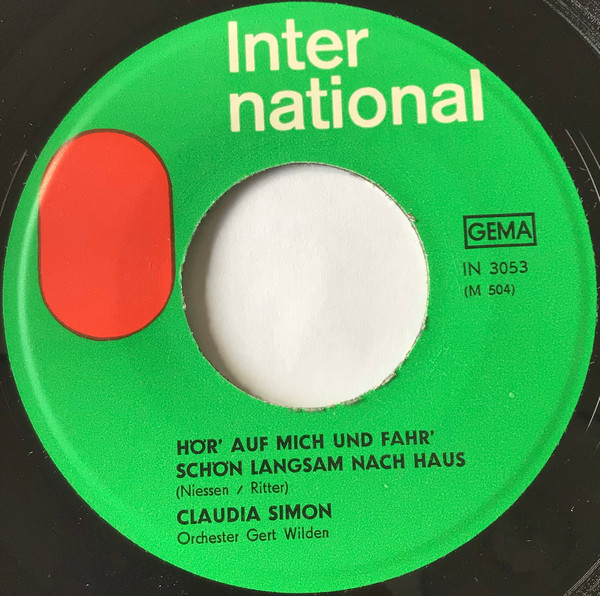 Inter
national
GEMA
IN 3053
(M 504)
HÖR' AUF MICH UND FAHR'
SCHÖN LANGSAM NACH HAUS
(Niessen / Ritter)
CLAUDIA SIMON
Orchester Gert Wilden